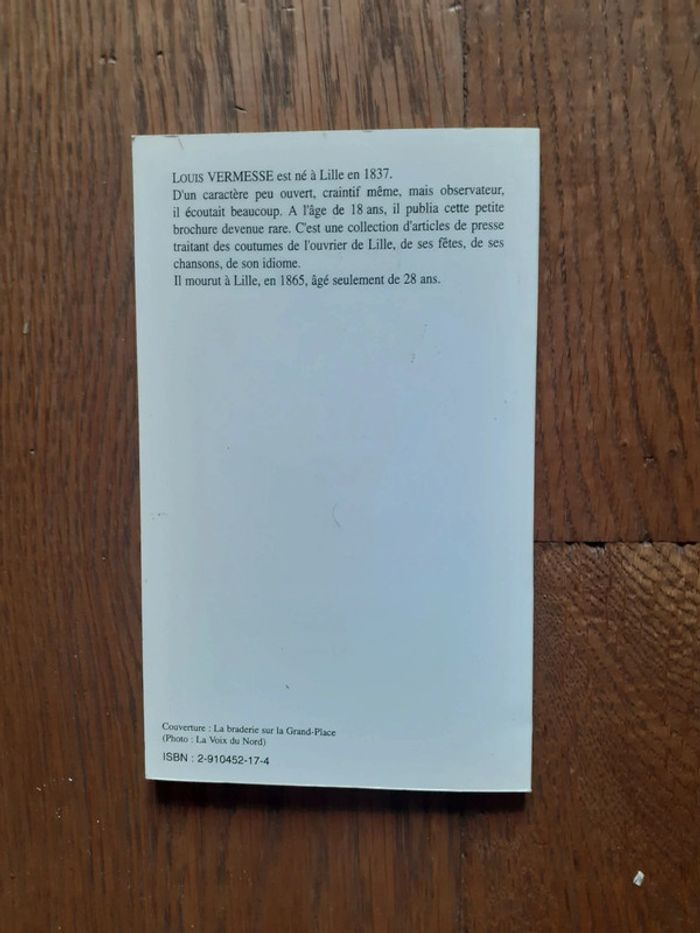 LOUIS VERMESSE est né à Lille en 1837.
D'un caractère peu ouvert, craintif même, mais observateur,
il écoutait beaucoup. A l'âge de 18 ans, il publia cette petite
brochure devenue rare. C'est une collection d'articles de presse
traitant des coutumes de l'ouvrier de Lille, de ses fêtes, de ses
chansons, de son idiome.
Il mourut à Lille, en 1865, âgé seulement de 28 ans.
Couverture : La braderie sur la Grand-Place
(Photo : La Voix du Nord)
ISBN : 2-910452-17-4